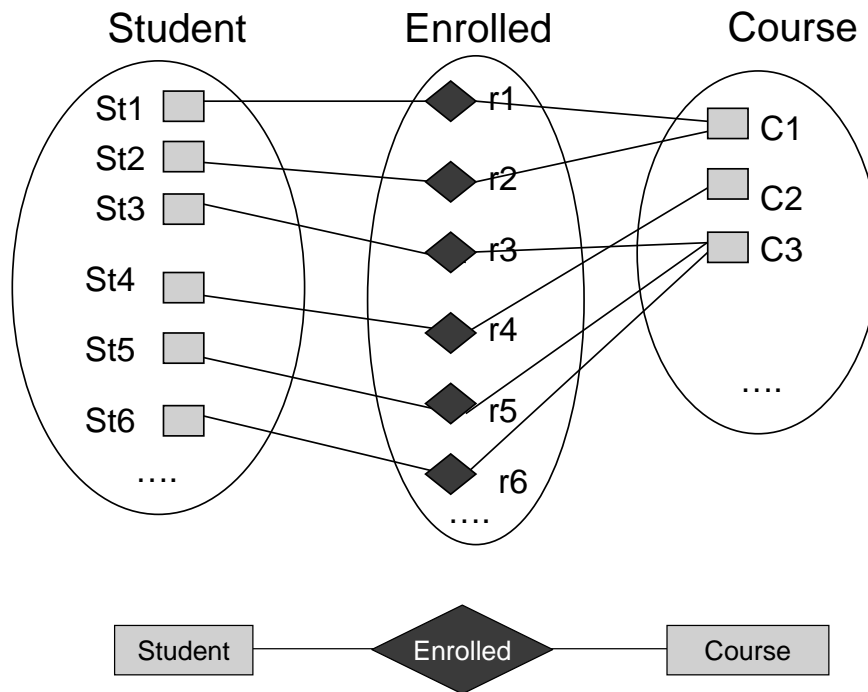 Student Enrolled Course
St1 r1 C1
St2 r2 C2
St3 r3 C3
St4 r4
St5 r5 ....
St6 r6
.... ....
Student Enrolled Course